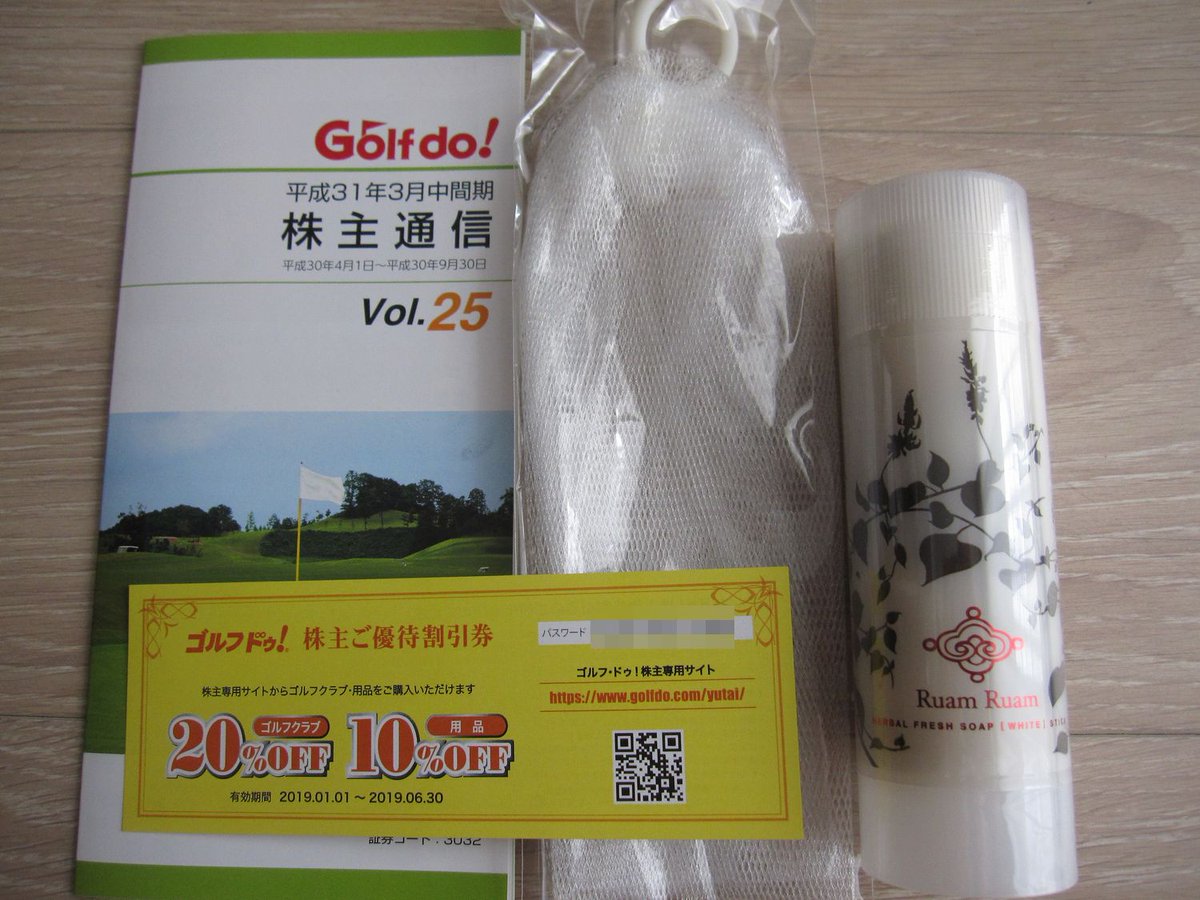 Golf do!
平成31年3月中間期
株主通信
平成30年4月1日～平成30年9月30日
Vol.25
ゴルフドゥ! 株主ご優待割引券
パスワード
株主専用サイトからゴルフクラブ・用品をご購入いただけます
ゴルフ・ドゥ!株主専用サイト
https://www.golfdo.com/yutai/
20%OFF ゴルフクラブ 10%OFF 用品
有効期間 2019.01.01 ～ 2019.06.30
証券コード：3032
Ruam Ruam
HERBAL FRESH SOAP [WHITE] STICK